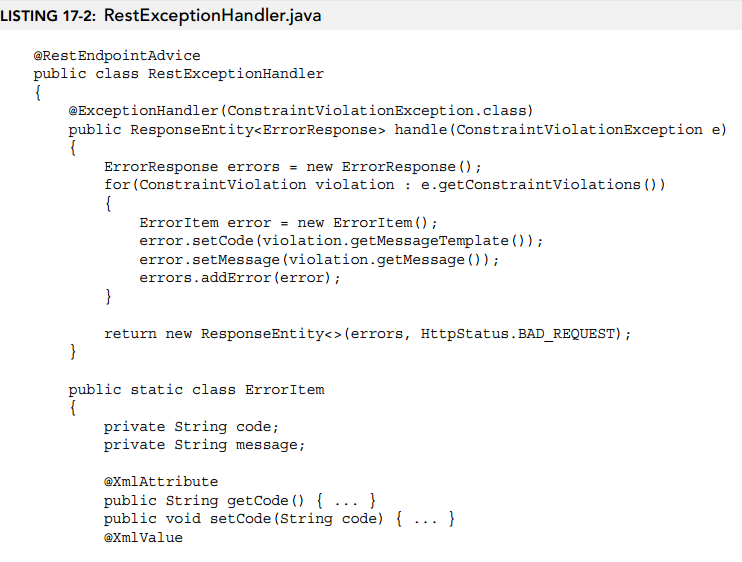 LISTING 17-2: RestExceptionHandler.java
@RestEndpointAdvice
public class RestExceptionHandler
{
    @ExceptionHandler(ConstraintViolationException.class)
    public ResponseEntity<ErrorResponse> handle(ConstraintViolationException e)
    {
        ErrorResponse errors = new ErrorResponse();
        for(ConstraintViolation violation : e.getConstraintViolations())
        {
            ErrorItem error = new ErrorItem();
            error.setCode(violation.getMessageTemplate());
            error.setMessage(violation.getMessage());
            errors.addError(error);
        }
        return new ResponseEntity<>(errors, HttpStatus.BAD_REQUEST);
    }
    public static class ErrorItem
    {
        private String code;
        private String message;
        @XmlAttribute
        public String getCode() { ... }
        public void setCode(String code) { ... }
        @XmlValue